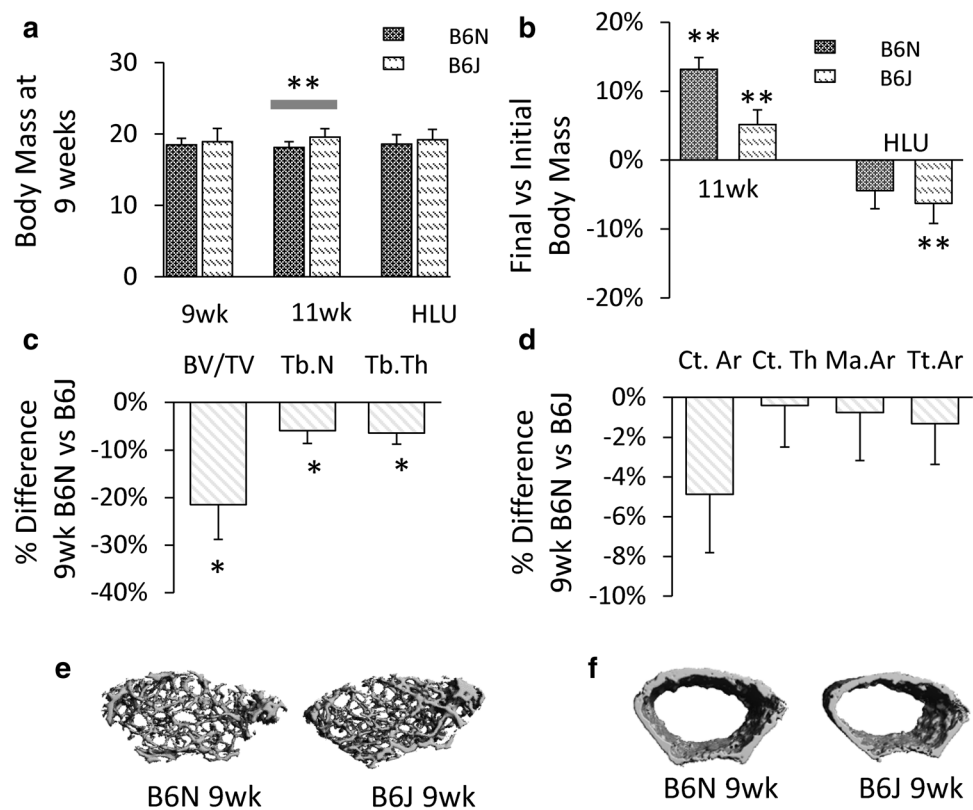 a
B6N
B6J
Body Mass at
9 weeks
30
20
10
0
**
9wk
11wk
HLU
b
B6N
B6J
Final vs Initial
Body Mass
20%
10%
0%
-10%
-20%
**
**
HLU
11wk
**
c
BV/TV
Tb.N
Tb.Th
% Difference
9wk B6N vs B6J
0%
-10%
-20%
-30%
-40%
*
*
*
d
Ct. Ar
Ct. Th
Ma.Ar
Tt.Ar
% Difference
9wk B6N vs B6J
0%
-2%
-4%
-6%
-8%
-10%
e
B6N 9wk
B6J 9wk
f
B6N 9wk
B6J 9wk